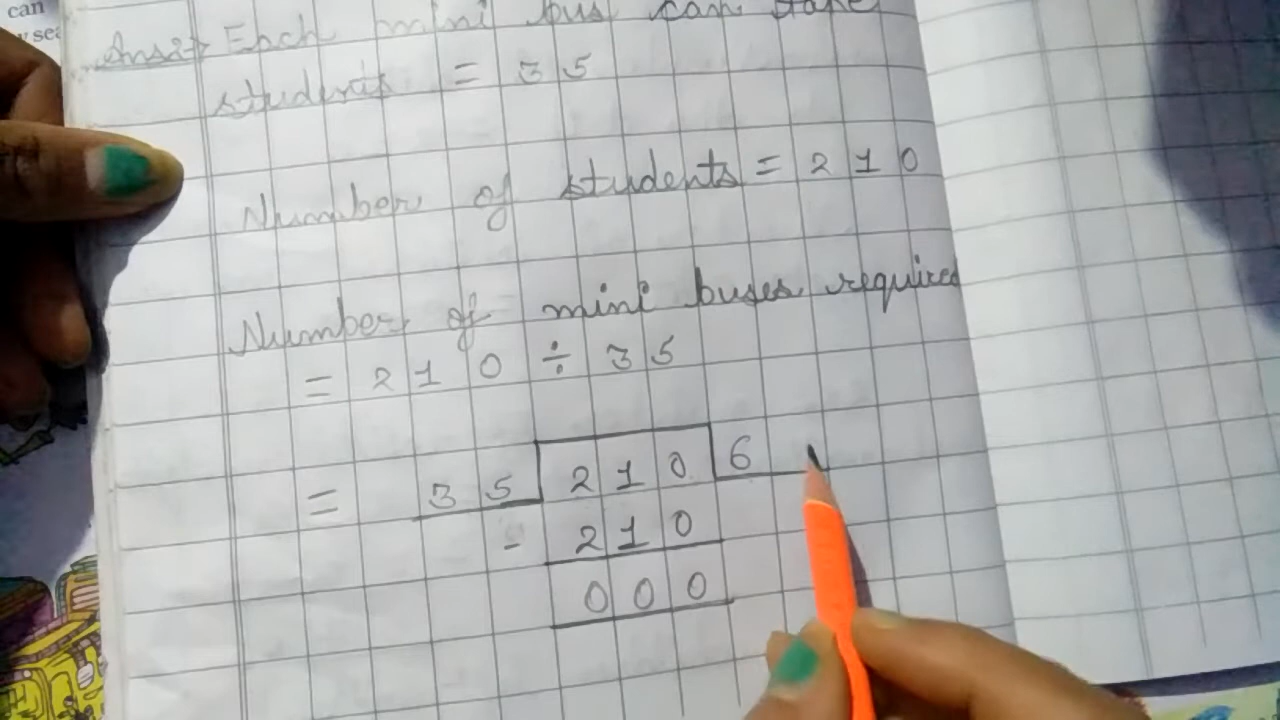 can
Ans:→ Each mini bus can take
students = 35
Number of students = 210
Number of mini buses required
= 210 ÷ 35
= 35 210 6
- 210
000